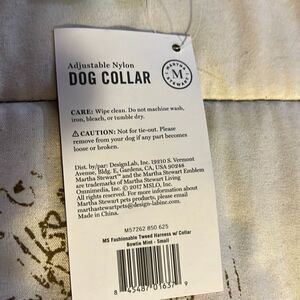 Adjustable Nylon
DOG COLLAR
MARTHA
M
STEWART
CARE: Wipe clean. Do not machine wash,
iron, bleach, or tumble dry.
⚠CAUTION: Not for tie-out. Please
remove from your dog if any part becomes
loose or broken.
Dist. by/par: DesignLab, Inc. 19210 S. Vermont
Avenue, Bldg. E, Gardena, CA, USA 90248
Martha Stewart™ and the Martha Stewart Emblem
are trademarks of Martha Stewart Living
Omnimedia, Inc. © 2017 MSLO, Inc.
All rights reserved. For more information about
Martha Stewart pets products, please email
marthastewartpets@design-labinc.com.
Made in China.
M57262 850 625
MS Fashionable Tweed Harness w/ Collar
Bowtie Mint - Small
8 45487 01637 9